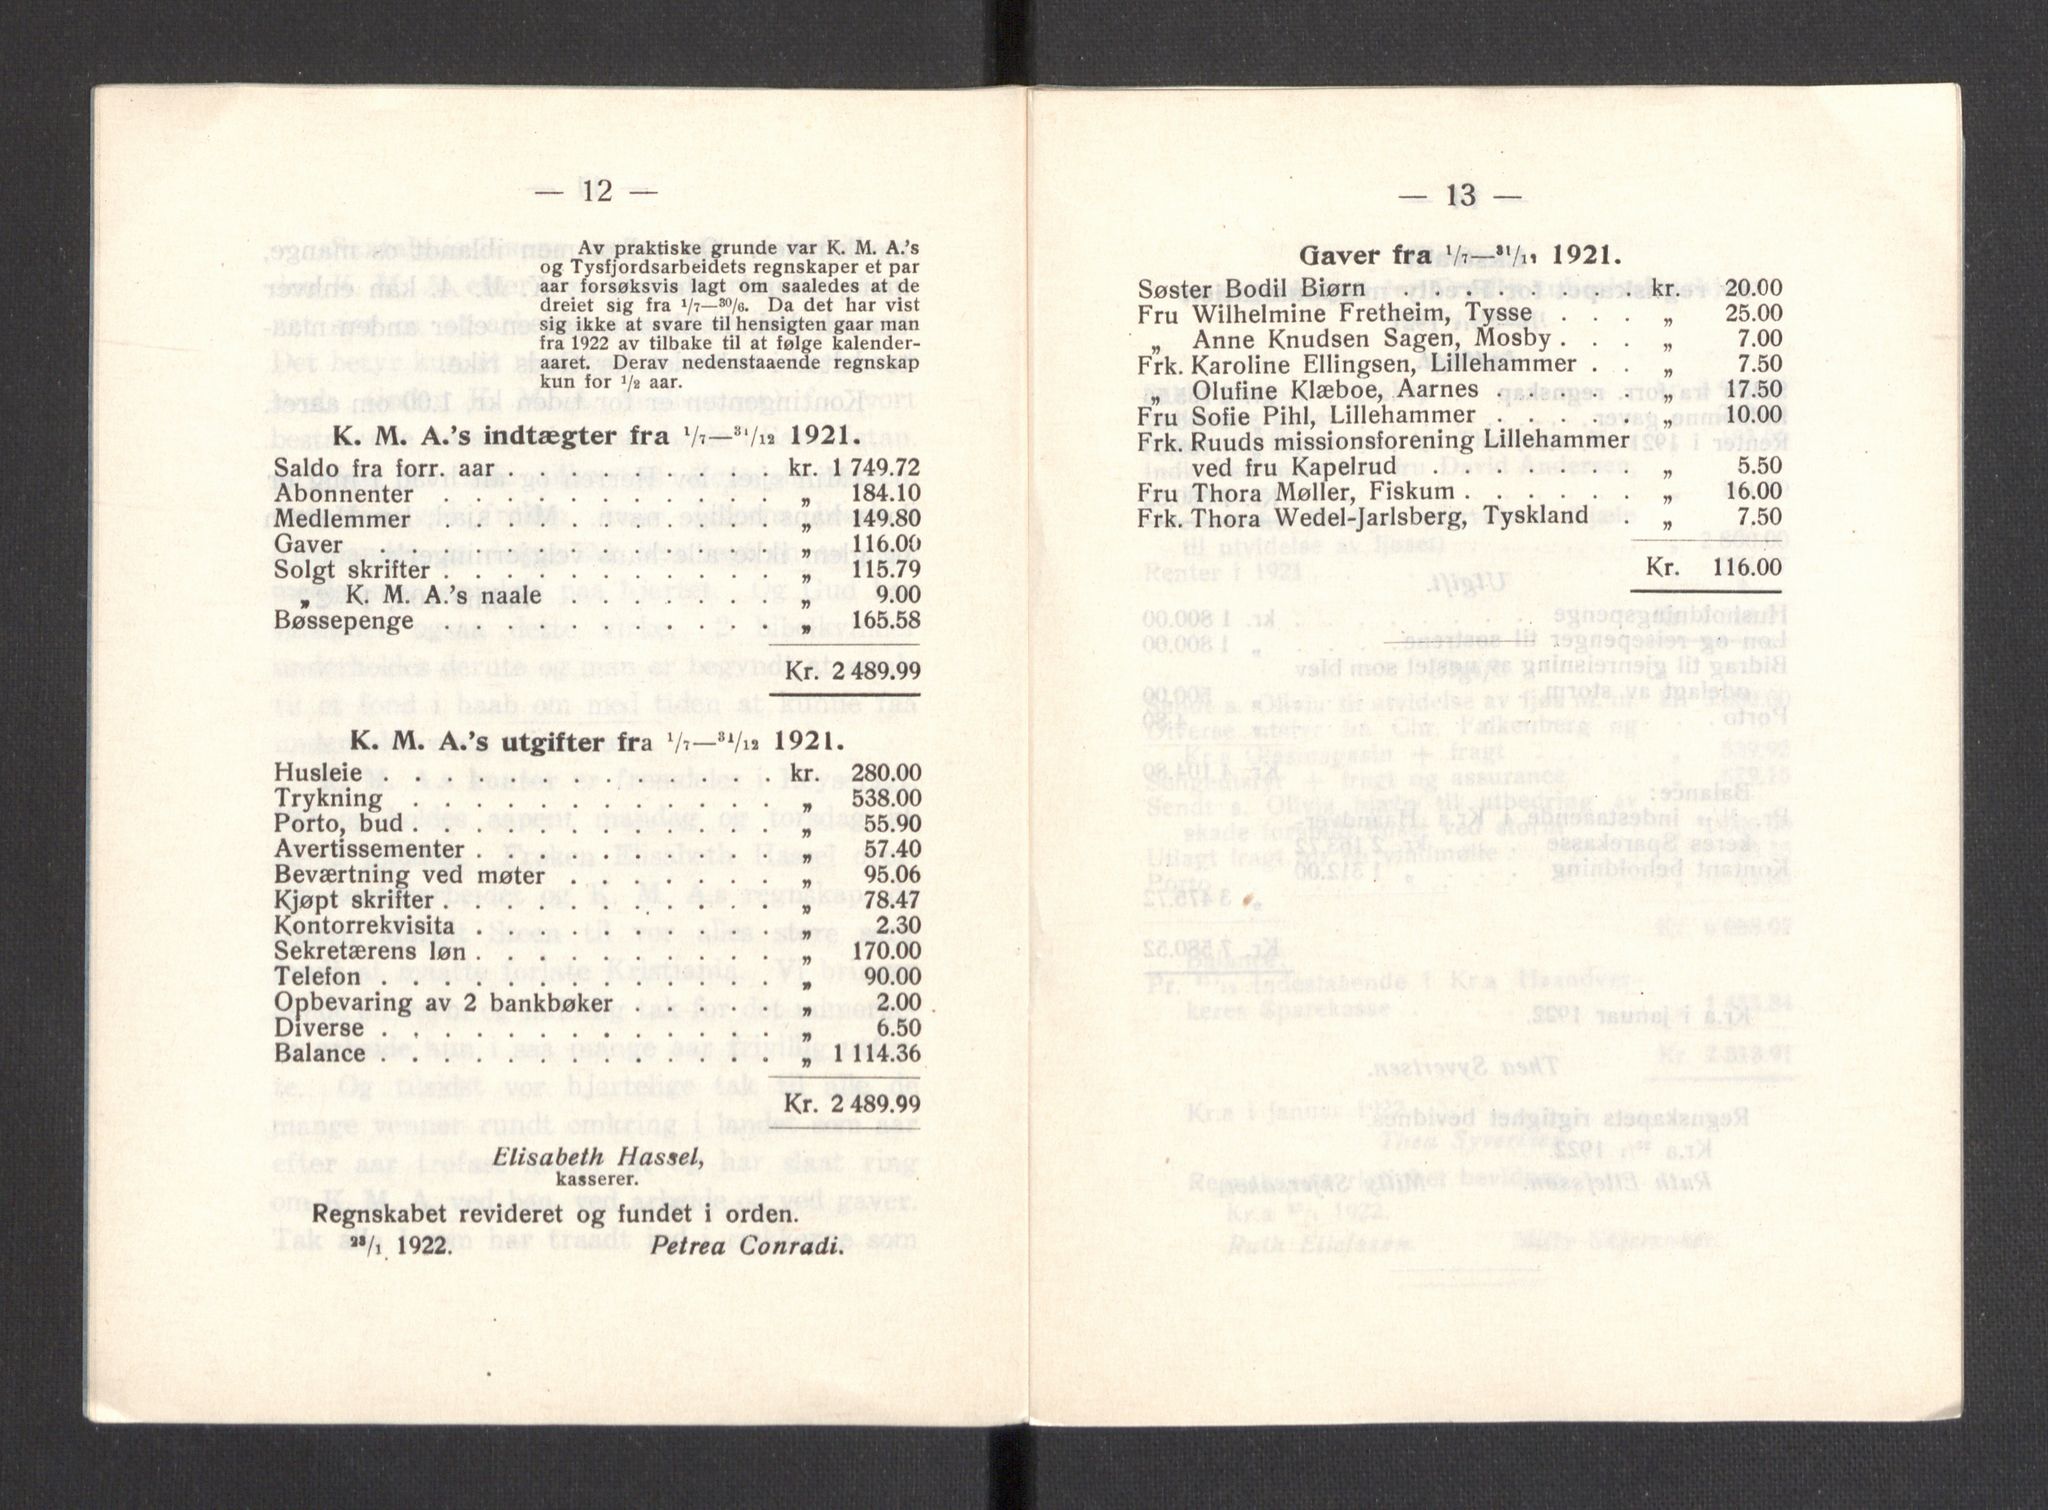 — 12 —
Av praktiske grunde var K. M. A.'s
og Tysfjordsarbeidets regnskaper et par
aar forsøksvis lagt om saaledes at de
dreiet sig fra 1/7—30/6. Da det har vist
sig ikke at svare til hensigten gaar man
fra 1922 av tilbake til at følge kalender-
aaret. Derav nedenstaaende regnskap
kun for 1/2 aar.
K. M. A.'s indtægter fra 1/7—31/12 1921.
Saldo fra forr. aar . . . . . . . . . . kr. 1 749.72
Abonnenter . . . . . . . . . . . . . „ 184.10
Medlemmer . . . . . . . . . . . . . „ 149.80
Gaver . . . . . . . . . . . . . . . „ 116.00
Solgt skrifter . . . . . . . . . . . . „ 115.79
„ K. M. A.'s naale . . . . . . . . „ 9.00
Bøssepenge . . . . . . . . . . . . . „ 165.58
Kr. 2 489.99
K. M. A.'s utgifter fra 1/7—31/12 1921.
Husleie . . . . . . . . . . . . . . kr. 280.00
Trykning . . . . . . . . . . . . . . „ 538.00
Porto, bud . . . . . . . . . . . . . „ 55.90
Avertissementer . . . . . . . . . . . „ 57.40
Beværtning ved møter . . . . . . . . „ 95.06
Kjøpt skrifter . . . . . . . . . . . . „ 78.47
Kontorrekvisita . . . . . . . . . . . „ 2.30
Sekretærens løn . . . . . . . . . . . „ 170.00
Telefon . . . . . . . . . . . . . . . „ 90.00
Opbevaring av 2 bankbøker . . . . . „ 2.00
Diverse . . . . . . . . . . . . . . . „ 6.50
Balance . . . . . . . . . . . . . . . „ 1 114.36
Kr. 2 489.99
Elisabeth Hassel,
kasserer.
Regnskabet revideret og fundet i orden.
23/1 1922. Petrea Conradi.
— 13 —
Gaver fra 1/7—31/12 1921.
Søster Bodil Biørn . . . . . . . . . kr. 20.00
Fru Wilhelmine Fretheim, Tysse . . . „ 25.00
„ Anne Knudsen Sagen, Mosby . . . „ 7.00
Frk. Karoline Ellingsen, Lillehammer . . „ 7.50
„ Olufine Klæboe, Aarnes . . . . . „ 17.50
Fru Sofie Pihl, Lillehammer . . . . . . „ 10.00
Frk. Ruuds missionsforening Lillehammer
ved fru Kapelrud . . . . . . . . „ 5.50
Fru Thora Møller, Fiskum . . . . . . „ 16.00
Frk. Thora Wedel-Jarlsberg, Tyskland . „ 7.50
Kr. 116.00